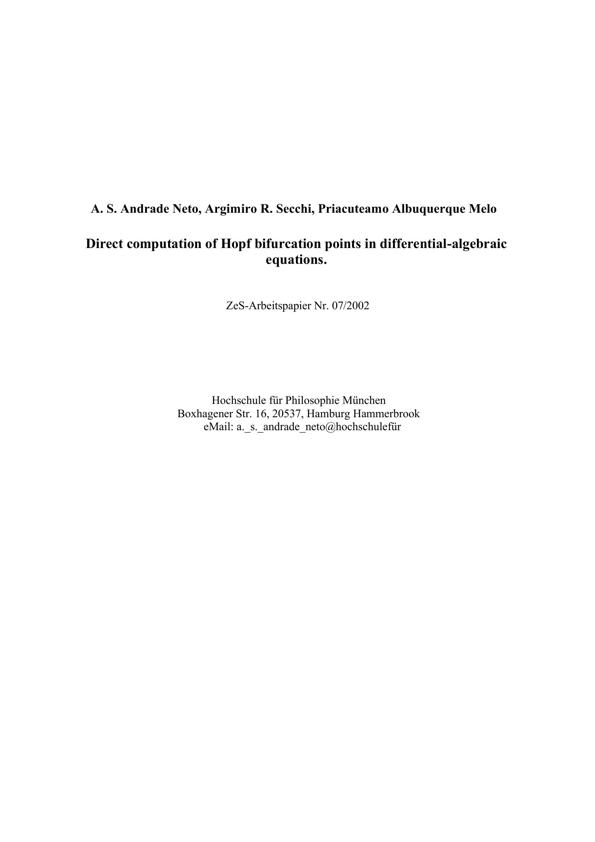 A. S. Andrade Neto, Argimiro R. Secchi, Priacuteamo Albuquerque Melo
Direct computation of Hopf bifurcation points in differential-algebraic
equations.
ZeS-Arbeitspapier Nr. 07/2002
Hochschule für Philosophie München
Boxhagener Str. 16, 20537, Hamburg Hammerbrook
eMail: a._s._andrade_neto@hochschulefür